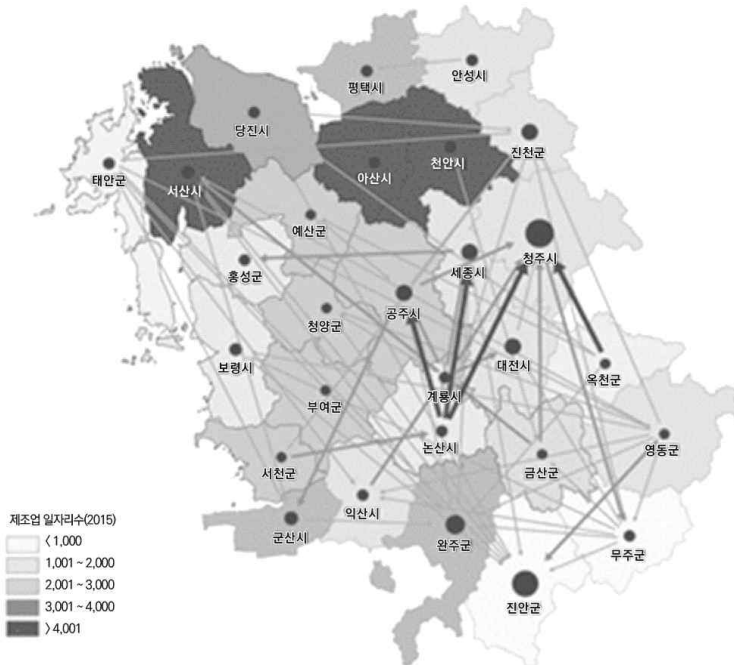 평택시
안성시
당진시
진천군
태안군
서산시
아산시
천안시
예산군
청주시
홍성군
세종시
청양군
공주시
보령시
대전시
옥천군
계룡시
부여군
논산시
영동군
서천군
금산군
익산시
군산시
완주군
무주군
진안군
제조업 일자리수(2015)
< 1,000
1,001 ~ 2,000
2,001 ~ 3,000
3,001 ~ 4,000
> 4,001